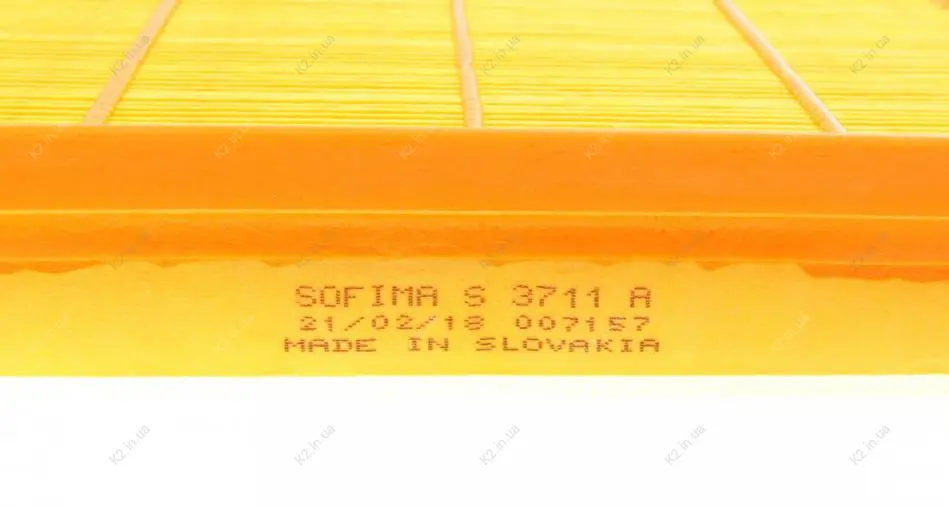 SOFIMA S 3711 A
21/02/18 007157
MADE IN SLOVAKIA
K2.in.ua